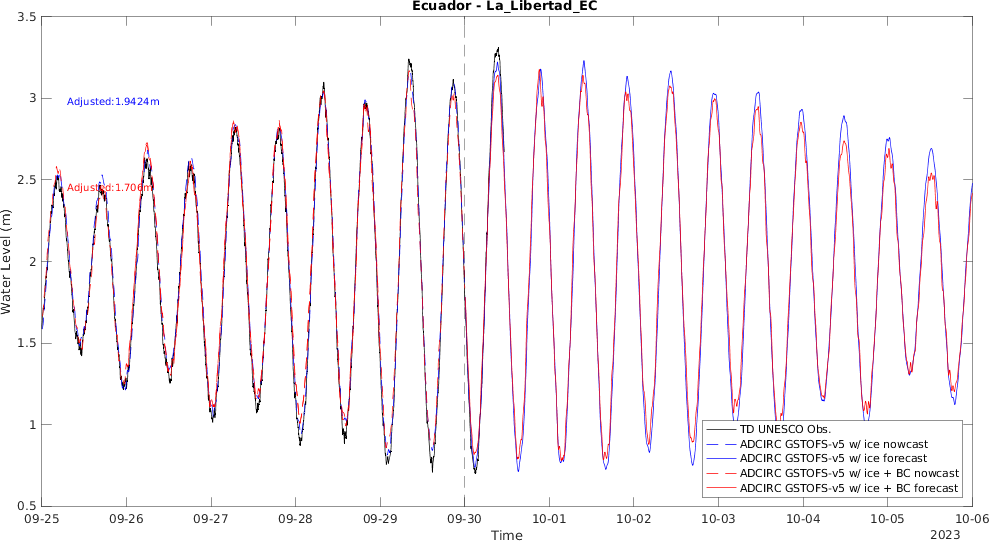 Ecuador - La_Libertad_EC
3.5
3
2.5
2
1.5
1
0.5
Water Level (m)
Adjusted:1.9424m
Adjusted:1.706m
TD UNESCO Obs.
ADCIRC GSTOFS-v5 w/ ice nowcast
ADCIRC GSTOFS-v5 w/ ice forecast
ADCIRC GSTOFS-v5 w/ ice + BC nowcast
ADCIRC GSTOFS-v5 w/ ice + BC forecast
09-25 09-26 09-27 09-28 09-29 09-30 10-01 10-02 10-03 10-04 10-05 10-06
Time
2023